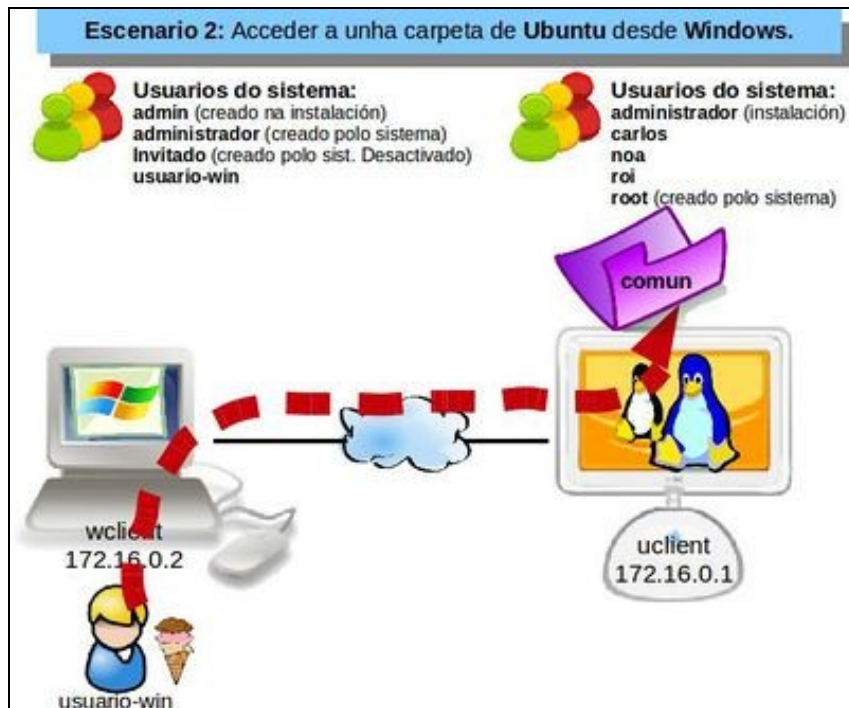 Escenario 2: Acceder a unha carpeta de Ubuntu desde Windows.
Usuarios do sistema:
admin (creado na instalación)
administrador (creado polo sistema)
Invitado (creado polo sist. Desactivado)
usuario-win
Usuarios do sistema:
administrador (instalación)
carlos
noa
roi
root (creado polo sistema)
comun
wclient
172.16.0.2
uclient
172.16.0.1
usuario-win